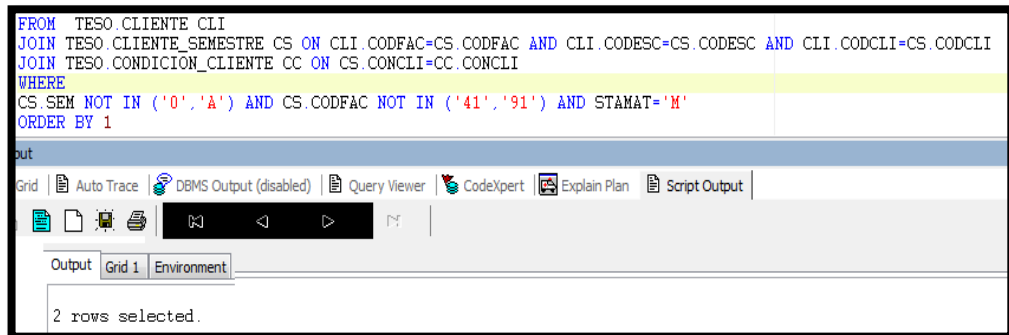 FROM TESO.CLIENTE CLI
JOIN TESO.CLIENTE_SEMESTRE CS ON CLI.CODFAC=CS.CODFAC AND CLI.CODESC=CS.CODESC AND CLI.CODCLI=CS.CODCLI
JOIN TESO.CONDICION_CLIENTE CC ON CS.CONCLI=CC.CONCLI
WHERE
CS.SEM NOT IN ('0','A') AND CS.CODFAC NOT IN ('41','91') AND STAMAT='M'
ORDER BY 1
put
Grid Auto Trace DBMS Output (disabled) Query Viewer CodeXpert Explain Plan Script Output
Output Grid 1 Environment
2 rows selected.